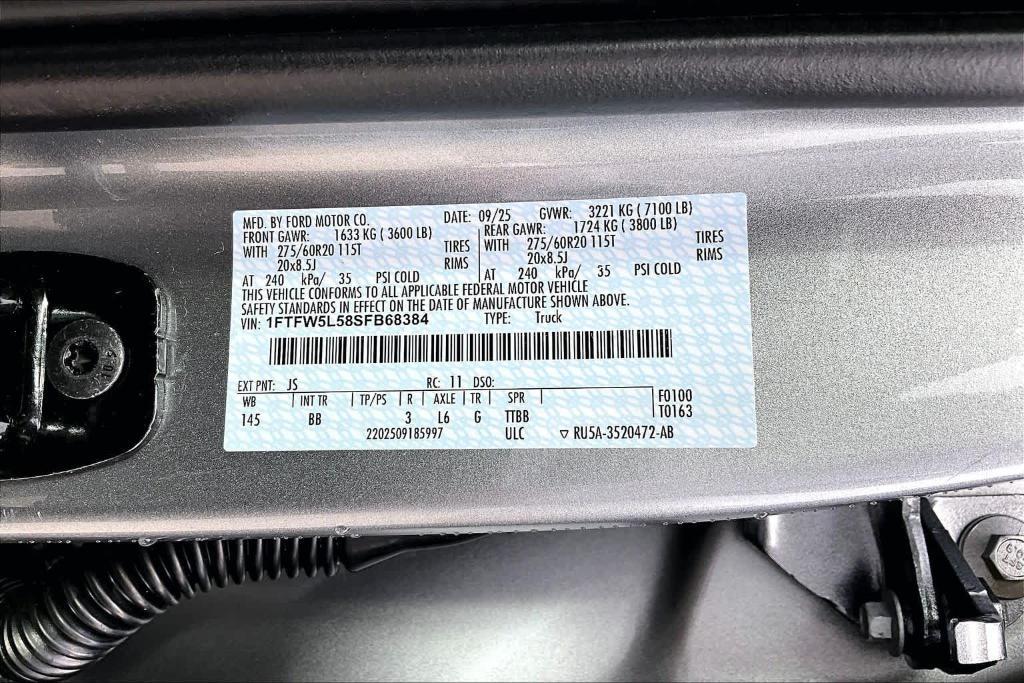 MFD. BY FORD MOTOR CO. DATE: 09/25 GVWR: 3221 KG ( 7100 LB)
FRONT GAWR: 1633 KG ( 3600 LB) REAR GAWR: 1724 KG ( 3800 LB)
WITH 275/60R20 115T TIRES WITH 275/60R20 115T TIRES
20x8.5J RIMS 20x8.5J RIMS
AT 240 kPa/ 35 PSI COLD AT 240 kPa/ 35 PSI COLD
THIS VEHICLE CONFORMS TO ALL APPLICABLE FEDERAL MOTOR VEHICLE
SAFETY STANDARDS IN EFFECT ON THE DATE OF MANUFACTURE SHOWN ABOVE.
VIN: 1FTFW5L58SFB68384 TYPE: Truck
EXT PNT: JS RC: 11 DSO:
WB INT TR TP/PS R AXLE TR SPR F0100
145 BB 3 L6 G TTBB T0163
2202509185997 ULC ▽ RU5A-3520472-AB